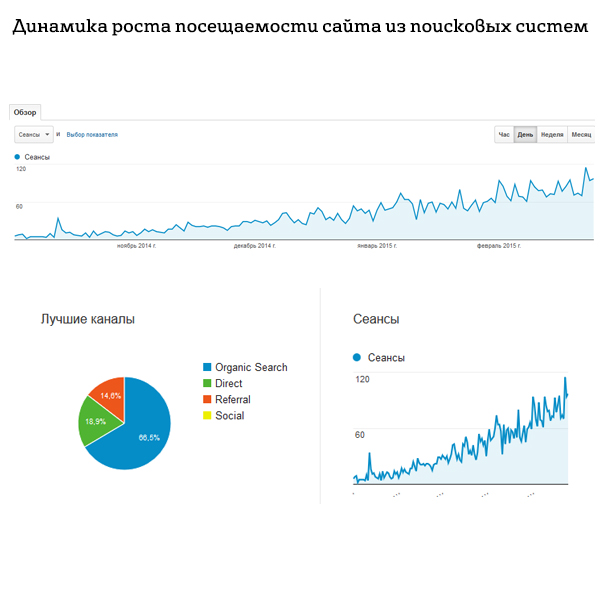 Динамика роста посещаемости сайта из поисковых систем
Обзор
Сеансы и Выбор показателя
Час День Неделя Месяц
Сеансы
120
60
ноябрь 2014 г. декабрь 2014 г. январь 2015 г. февраль 2015 г.
Лучшие каналы
14,6%
18,9%
66,5%
Organic Search
Direct
Referral
Social
Сеансы
Сеансы
120
60
... ... ... ...